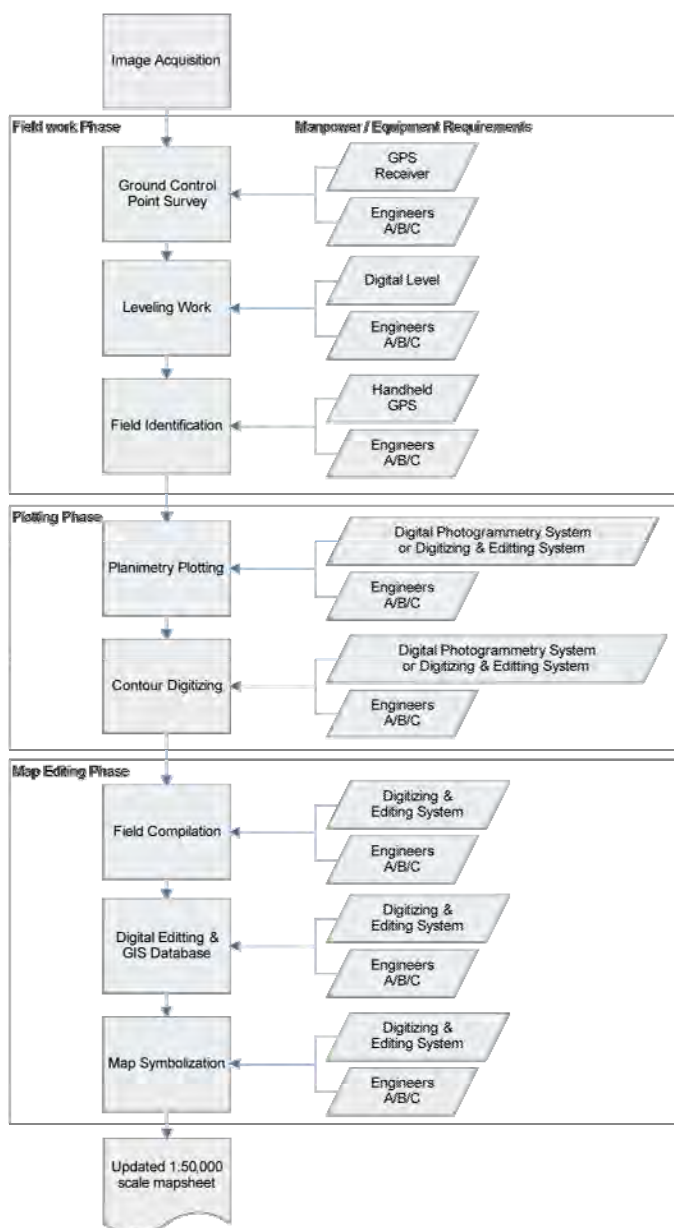 Image Acquisition
Field work Phase
Manpower / Equipment Requirements
Ground Control
Point Survey
GPS
Receiver
Engineers
A/B/C
Leveling Work
Digital Level
Engineers
A/B/C
Field Identification
Handheld
GPS
Engineers
A/B/C
Plotting Phase
Planimetry Plotting
Digital Photogrammetry System
or Digitizing & Editting System
Engineers
A/B/C
Contour Digitizing
Digital Photogrammetry System
or Digitizing & Editting System
Engineers
A/B/C
Map Editing Phase
Field Compilation
Digitizing &
Editing System
Engineers
A/B/C
Digital Editting &
GIS Database
Digitizing &
Editing System
Engineers
A/B/C
Map Symbolization
Digitizing &
Editing System
Engineers
A/B/C
Updated 1:50,000
scale mapsheet